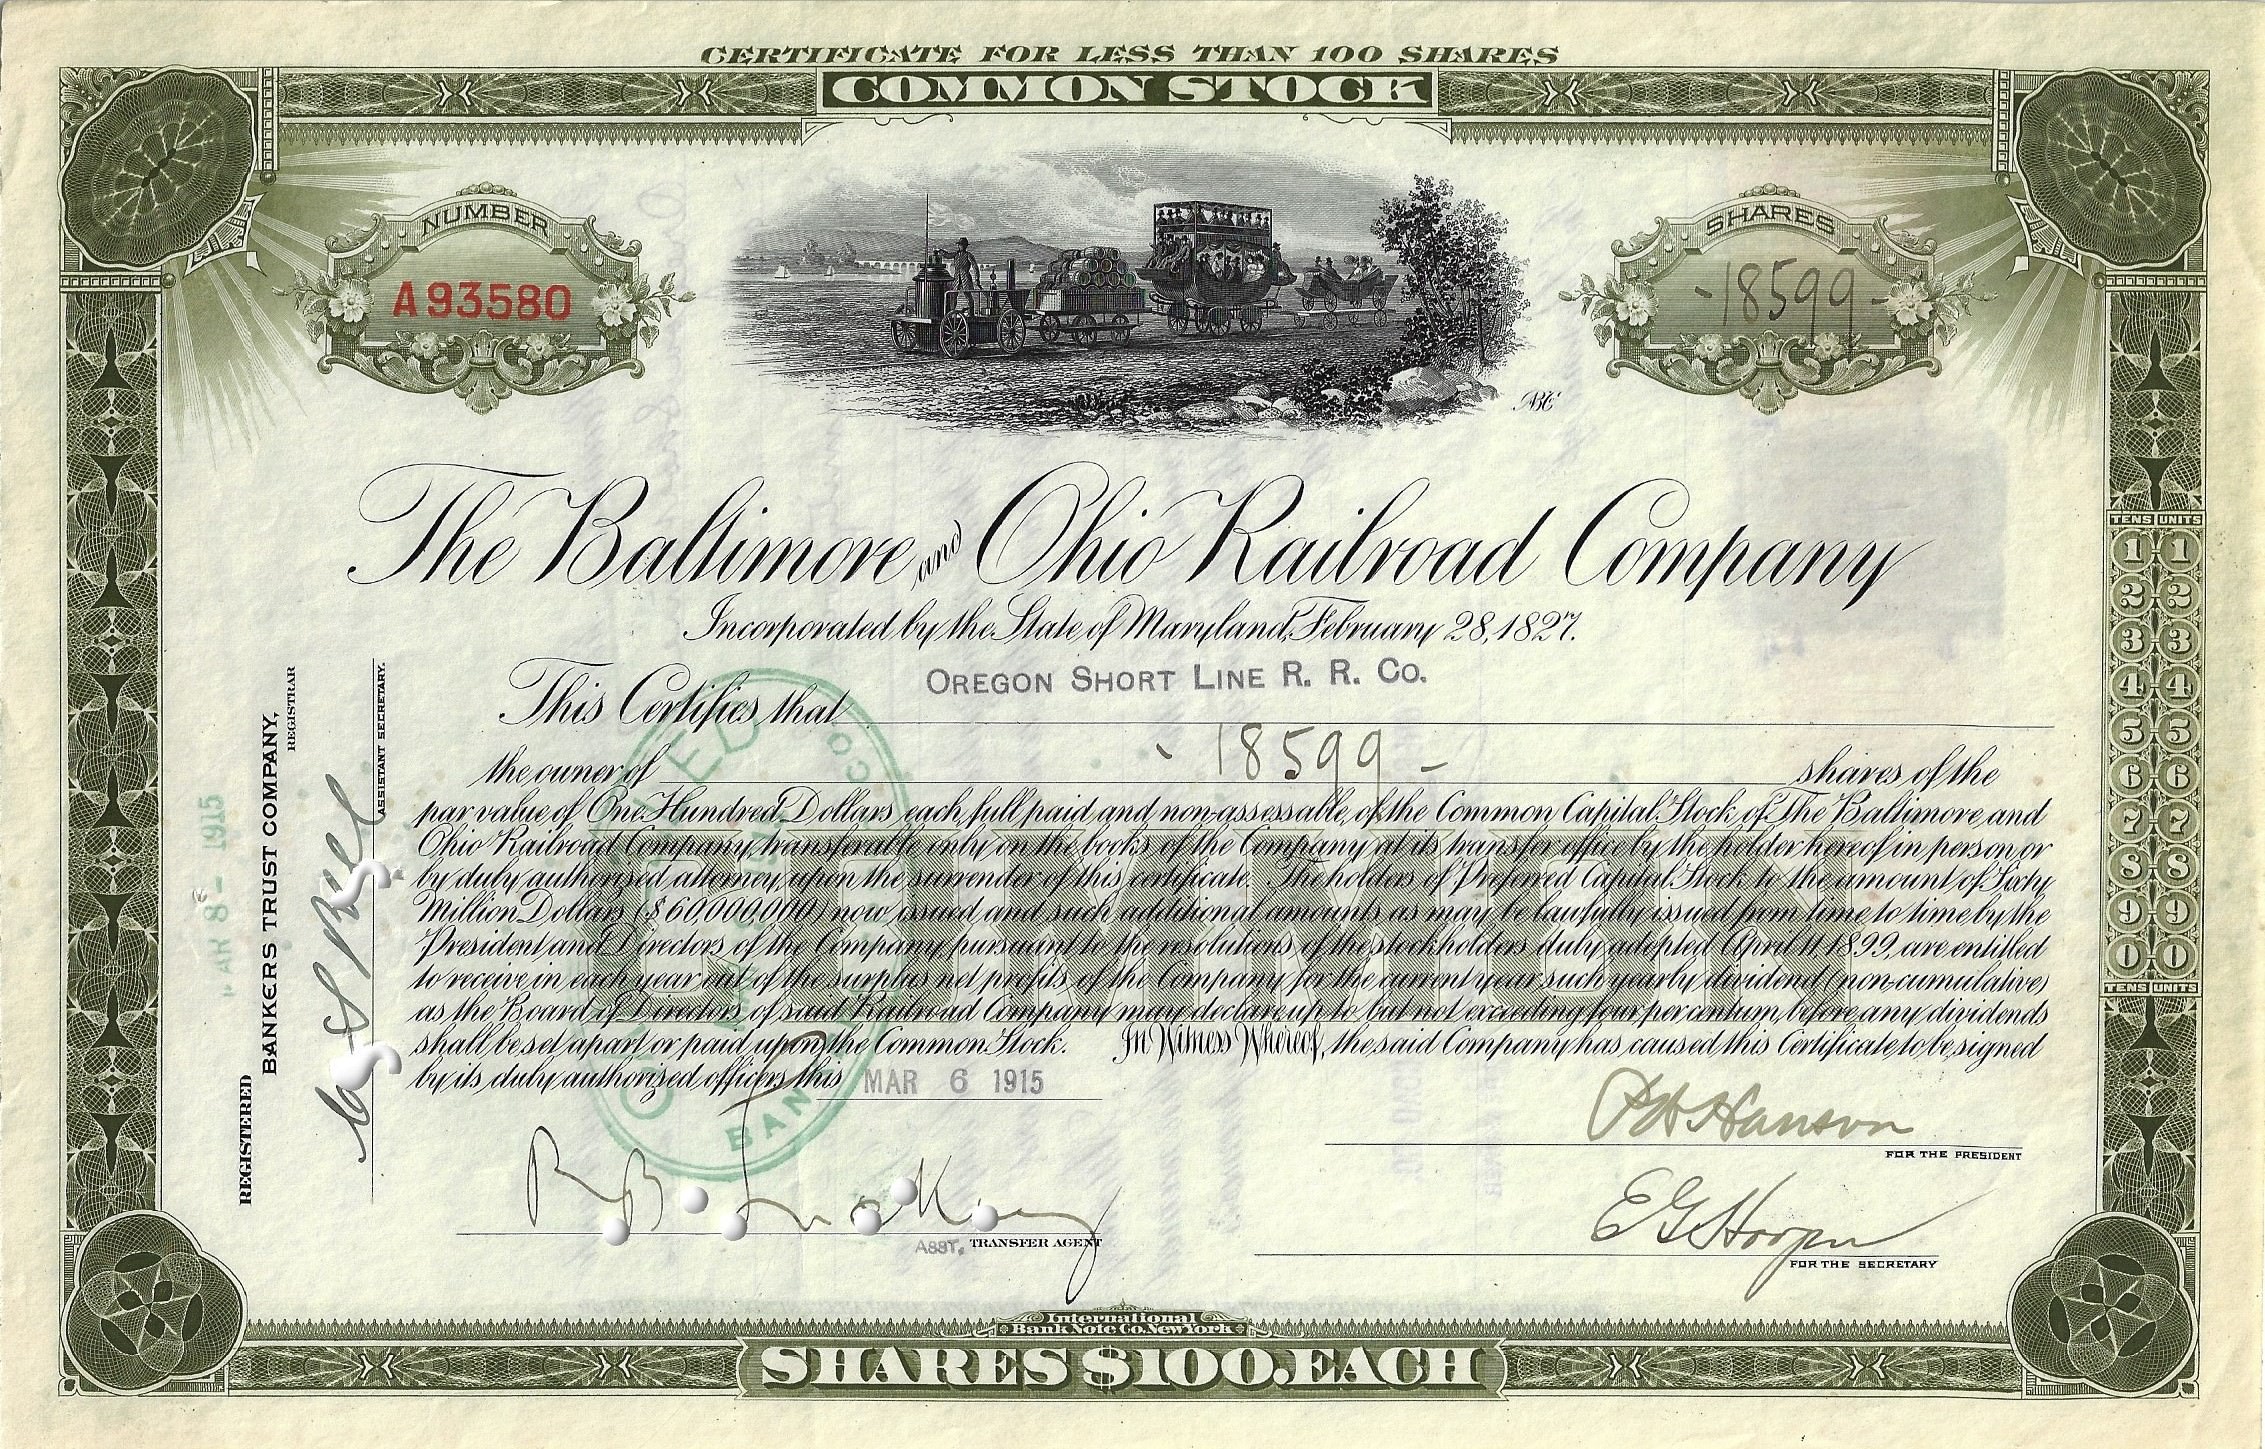 CERTIFICATE FOR LESS THAN 100 SHARES
COMMON STOCK
NUMBER
A93580
SHARES
-18599-
ABC
The Baltimore and Ohio Railroad Company
Incorporated by the State of Maryland, February 28, 1827.
This Certifies that OREGON SHORT LINE R. R. CO.
the owner of -18599- shares of the
par value of One Hundred Dollars each, full paid and non-assessable, of the Common Capital Stock of The Baltimore and
Ohio Railroad Company, transferable only on the books of the Company at its transfer office by the holder hereof in person or
by duly authorized attorney, upon the surrender of this certificate. The holders of Preferred Capital Stock to the amount of Sixty
Million Dollars ($60,000,000) now issued and such additional amounts as may be lawfully issued from time to time by the
President and Directors of the Company pursuant to the resolutions of the stockholders duly adopted April 11, 1899, are entitled
to receive in each year out of the surplus net profits of the Company for the current year such yearly dividend (non-cumulative)
as the Board of Directors of said Railroad Company may declare up to but not exceeding four per centum, before any dividends
shall be set apart or paid upon the Common Stock. In Witness Whereof, the said Company has caused this Certificate to be signed
by its duly authorized officers this MAR 6 1915
COMMON
ASST. TRANSFER AGENT
Hanson
FOR THE PRESIDENT
E G Hooper
FOR THE SECRETARY
REGISTERED
BANKERS TRUST COMPANY,
REGISTRAR
ASSISTANT SECRETARY.
8 - 1915
TENS UNITS
1 1
2 2
3 3
4 4
5 5
6 6
7 7
8 8
9 9
0 0
TENS UNITS
International
Bank Note Co. New York
SHARES $100. EACH